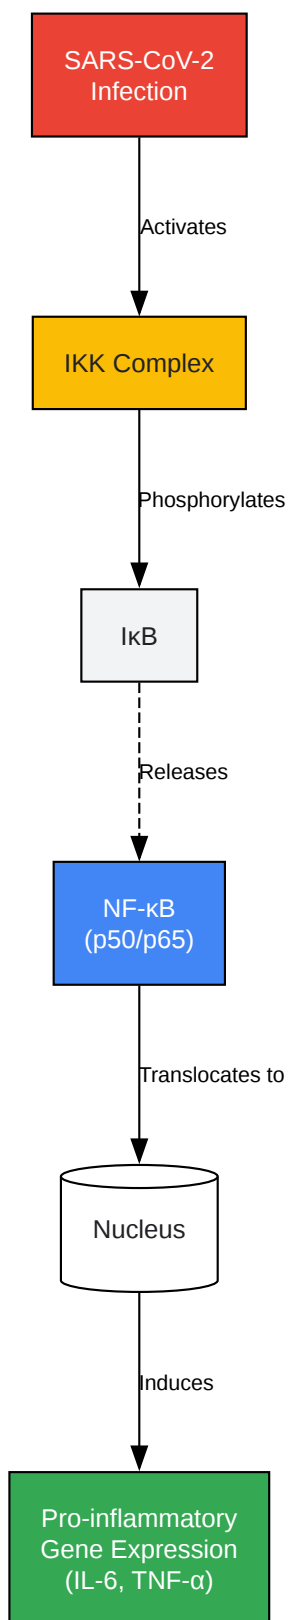 SARS-CoV-2
Infection
Activates
IKK Complex
Phosphorylates
IκB
Releases
NF-κB
(p50/p65)
Translocates to
Nucleus
Induces
Pro-inflammatory
Gene Expression
(IL-6, TNF-α)